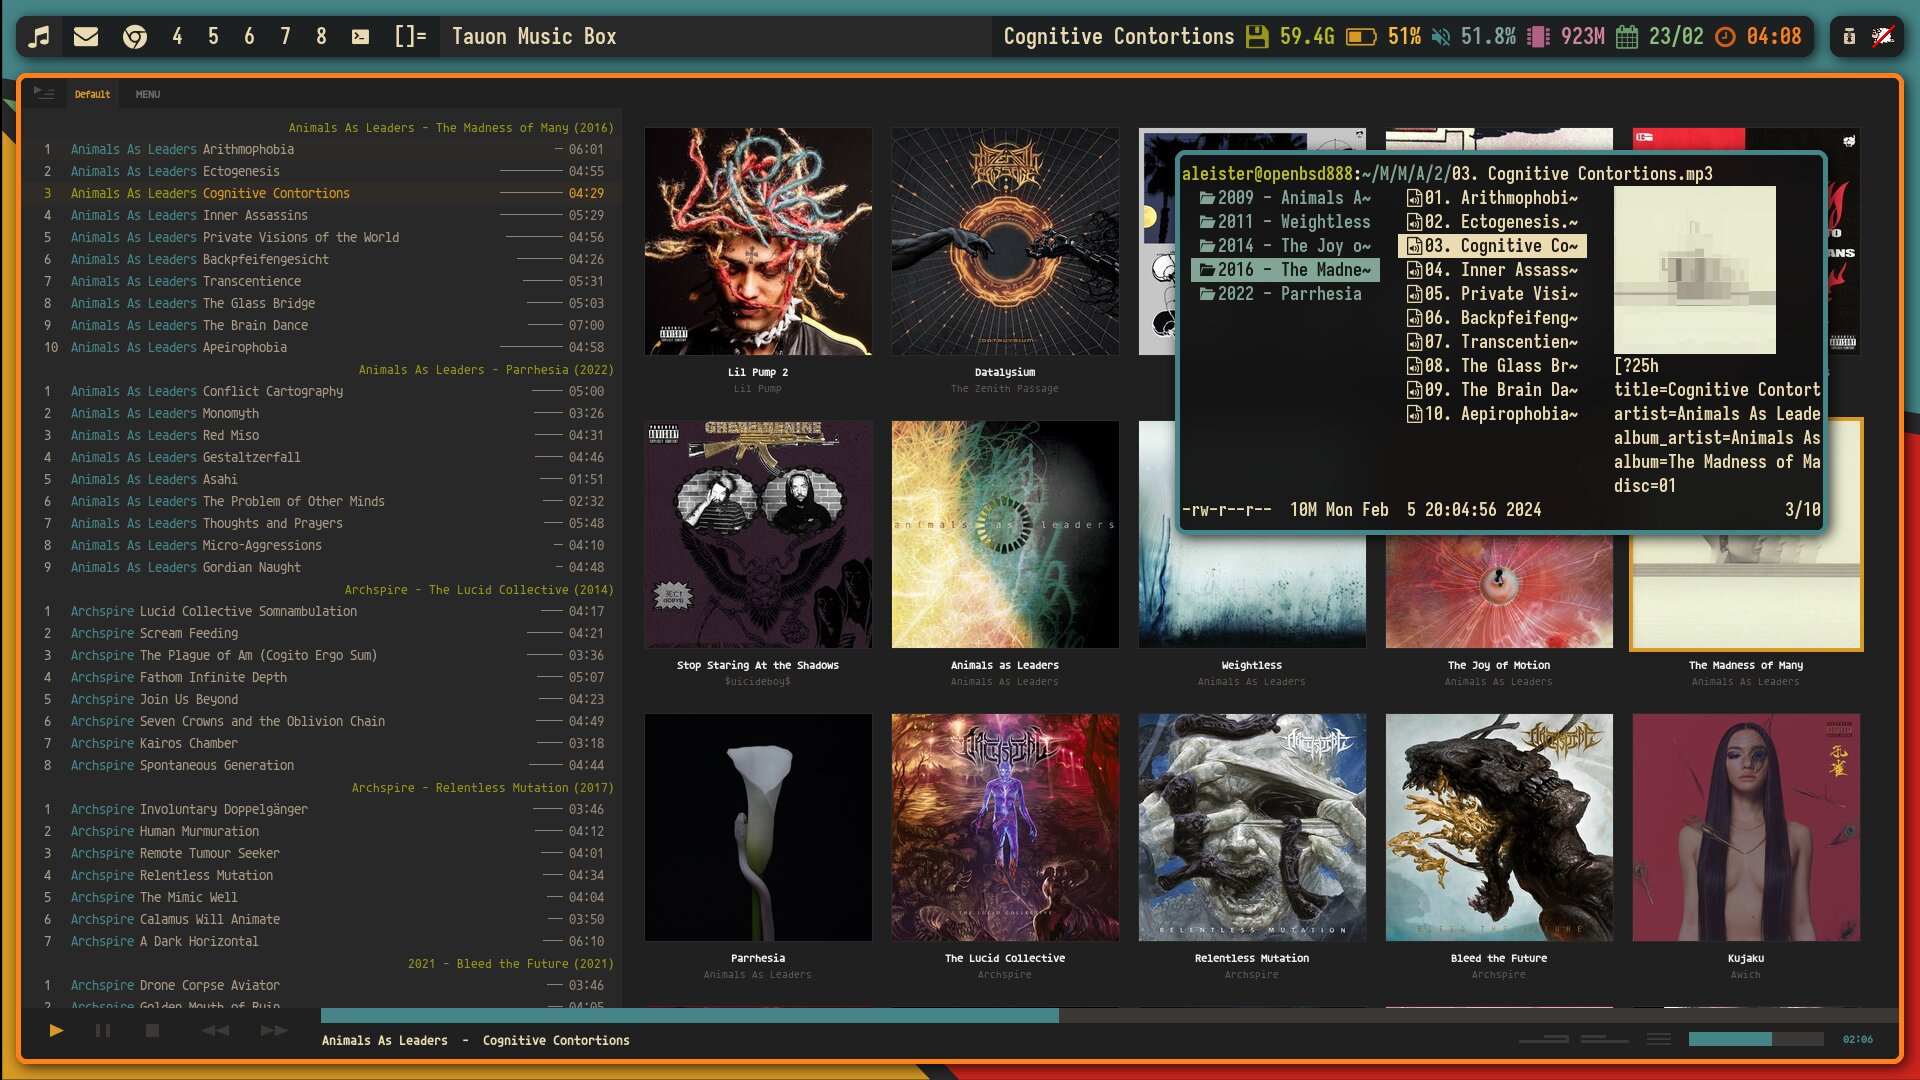 4 5 6 7 8 []= Tauon Music Box Cognitive Contortions 59.4G 51% 51.8% 923M 23/02 04:08
Default MENU
Animals As Leaders - The Madness of Many (2016)
1 Animals As Leaders Arithmophobia 06:01
2 Animals As Leaders Ectogenesis 04:55
3 Animals As Leaders Cognitive Contortions 04:29
4 Animals As Leaders Inner Assassins 05:29
5 Animals As Leaders Private Visions of the World 04:56
6 Animals As Leaders Backpfeifengesicht 04:26
7 Animals As Leaders Transcentience 05:31
8 Animals As Leaders The Glass Bridge 05:03
9 Animals As Leaders The Brain Dance 07:00
10 Animals As Leaders Apeirophobia 04:58
Animals As Leaders - Parrhesia (2022)
1 Animals As Leaders Conflict Cartography 05:00
2 Animals As Leaders Monomyth 03:26
3 Animals As Leaders Red Miso 04:31
4 Animals As Leaders Gestaltzerfall 04:46
5 Animals As Leaders Asahi 01:51
6 Animals As Leaders The Problem of Other Minds 02:32
7 Animals As Leaders Thoughts and Prayers 05:48
8 Animals As Leaders Micro-Aggressions 04:10
9 Animals As Leaders Gordian Naught 04:48
Archspire - The Lucid Collective (2014)
1 Archspire Lucid Collective Somnambulation 04:17
2 Archspire Scream Feeding 04:21
3 Archspire The Plague of Am (Cogito Ergo Sum) 03:36
4 Archspire Fathom Infinite Depth 05:07
5 Archspire Join Us Beyond 04:23
6 Archspire Seven Crowns and the Oblivion Chain 04:49
7 Archspire Kairos Chamber 03:18
8 Archspire Spontaneous Generation 04:44
Archspire - Relentless Mutation (2017)
1 Archspire Involuntary Doppelgänger 03:46
2 Archspire Human Murmuration 04:12
3 Archspire Remote Tumour Seeker 04:01
4 Archspire Relentless Mutation 04:34
5 Archspire The Mimic Well 04:04
6 Archspire Calamus Will Animate 03:50
7 Archspire A Dark Horizontal 06:10
2021 - Bleed the Future (2021)
1 Archspire Drone Corpse Aviator 03:46
2 Archspire Golden Mouth of Ruin 04:05
Lil Pump 2
Lil Pump
Datalysium
The Zenith Passage
aleister@openbsd888:~/M/M/A/2/03. Cognitive Contortions.mp3
2009 - Animals A~
2011 - Weightless
2014 - The Joy o~
2016 - The Madne~
2022 - Parrhesia
01. Arithmophobi~
02. Ectogenesis.~
03. Cognitive Co~
04. Inner Assass~
05. Private Visi~
06. Backpfeifeng~
07. Transcentien~
08. The Glass Br~
09. The Brain Da~
10. Aepirophobia~
[?25h
title=Cognitive Contort
artist=Animals As Leade
album_artist=Animals As
album=The Madness of Ma
disc=01
-rw-r--r-- 10M Mon Feb 5 20:04:56 2024 3/10
animals as leaders
Stop Staring At the Shadows
$uicideboy$
Animals as Leaders
Animals As Leaders
Weightless
Animals As Leaders
The Joy of Motion
Animals As Leaders
The Madness of Many
Animals As Leaders
ARCHSPIRE
THE LUCID COLLECTIVE
ARCHSPIRE
RELENTLESS MUTATION
ARCHSPIRE
BLEED THE FUTURE
孔雀
Parrhesia
Animals As Leaders
The Lucid Collective
Archspire
Relentless Mutation
Archspire
Bleed the Future
Archspire
Kujaku
Awich
Animals As Leaders - Cognitive Contortions
02:06